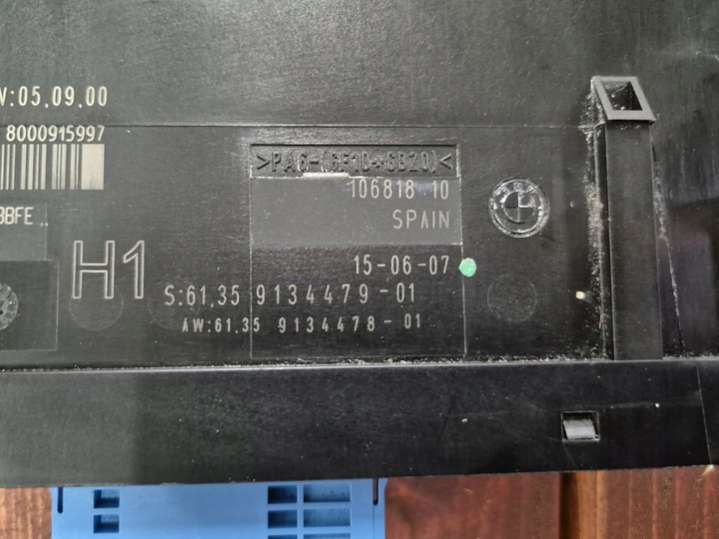 :05.09.00
8000915997
>PA6-(GF10+GB20)<
BFE
106818 10
SPAIN
15-06-07
H1
S:61.35 9134479-01
AW:61.35 9134478-01